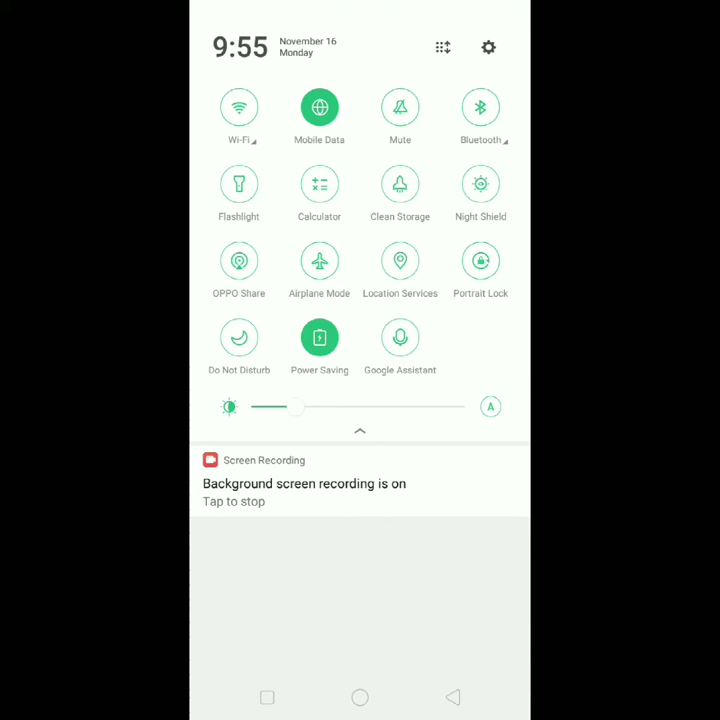 9:55
November 16
Monday
Wi-Fi
Mobile Data
Mute
Bluetooth
Flashlight
Calculator
Clean Storage
Night Shield
OPPO Share
Airplane Mode
Location Services
Portrait Lock
Do Not Disturb
Power Saving
Google Assistant
A
Screen Recording
Background screen recording is on
Tap to stop